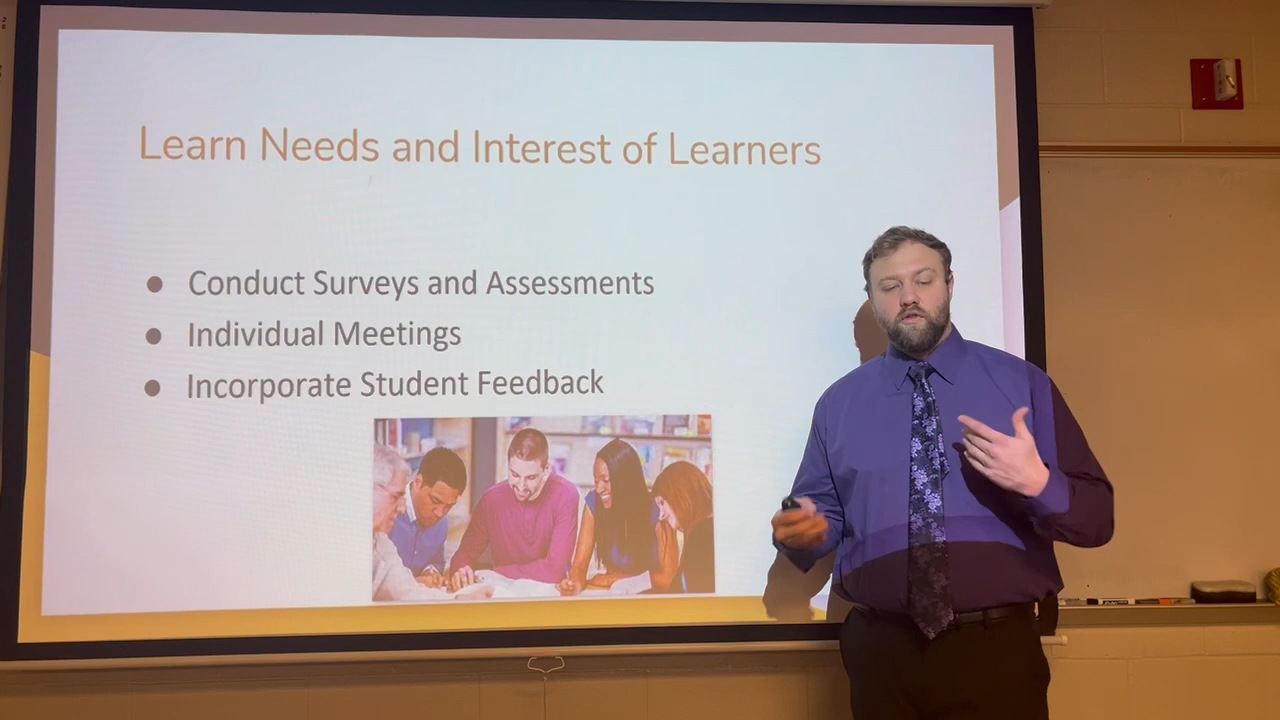 Learn Needs and Interest of Learners
● Conduct Surveys and Assessments
● Individual Meetings
● Incorporate Student Feedback